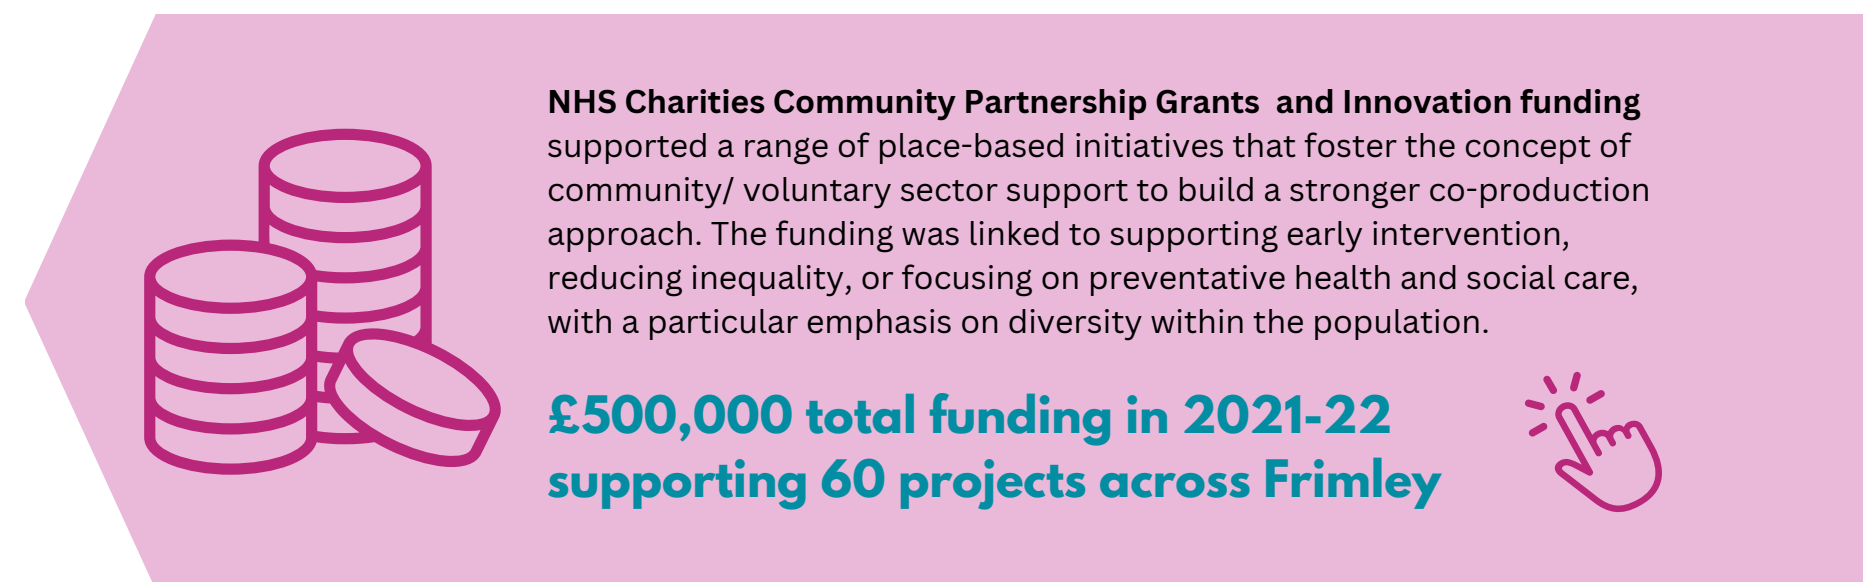 NHS Charities Community Partnership Grants  and Innovation funding
supported a range of place-based initiatives that foster the concept of
community/ voluntary sector support to build a stronger co-production
approach. The funding was linked to supporting early intervention,
reducing inequality, or focusing on preventative health and social care,
with a particular emphasis on diversity within the population.
£500,000 total funding in 2021-22
supporting 60 projects across Frimley